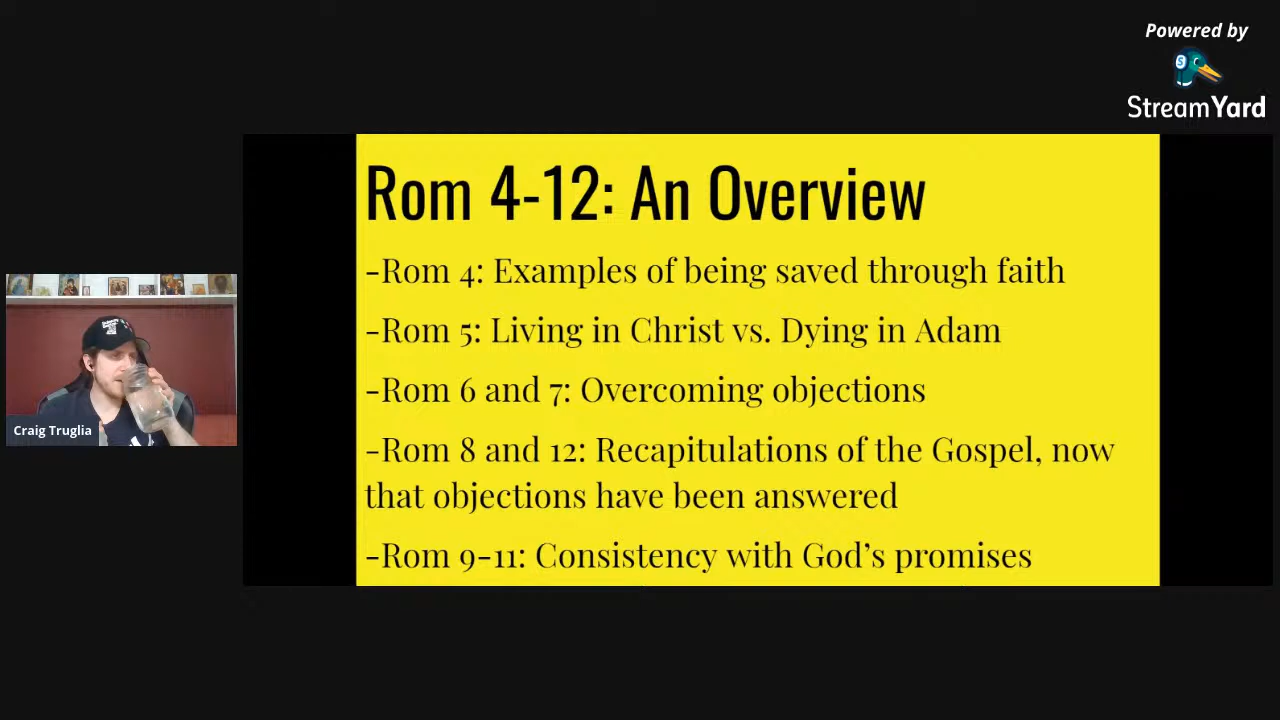 Powered by
StreamYard
Rom 4-12: An Overview
-Rom 4: Examples of being saved through faith
-Rom 5: Living in Christ vs. Dying in Adam
-Rom 6 and 7: Overcoming objections
-Rom 8 and 12: Recapitulations of the Gospel, now
that objections have been answered
-Rom 9-11: Consistency with God’s promises
Craig Truglia